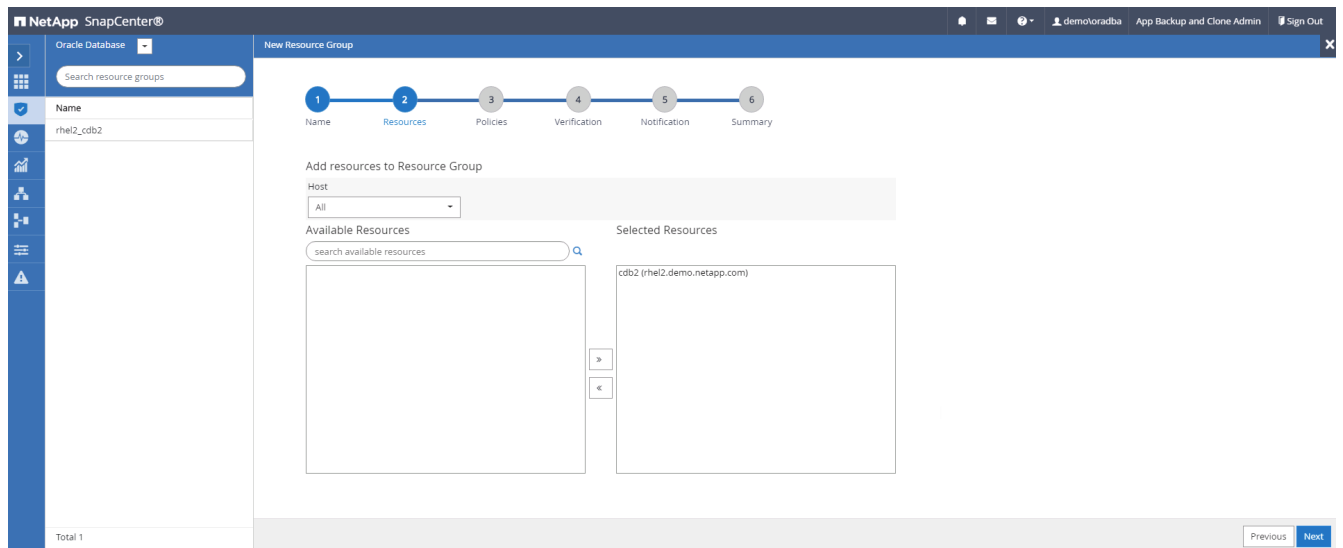 NetApp SnapCenter®
demo\oradba App Backup and Clone Admin Sign Out
Oracle Database
New Resource Group
Search resource groups
Name
rhel2_cdb2
Total 1
1 2 3 4 5 6
Name Resources Policies Verification Notification Summary
Add resources to Resource Group
Host
All
Available Resources
search available resources
Selected Resources
cdb2 (rhel2.demo.netapp.com)
Previous Next